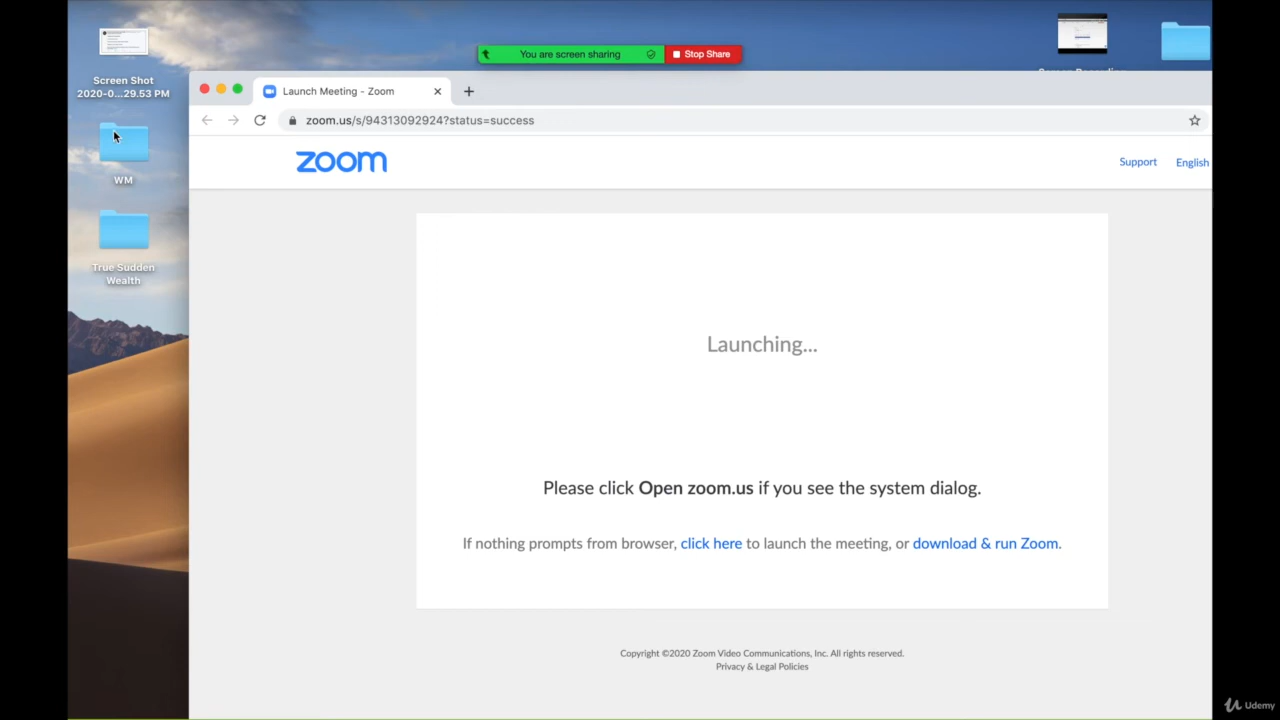 Screen Shot
2020-0...29.53 PM
WM
True Sudden
Wealth
You are screen sharing
Stop Share
Launch Meeting - Zoom
zoom.us/s/94313092924?status=success
zoom
Support
English
Launching...
Please click Open zoom.us if you see the system dialog.
If nothing prompts from browser, click here to launch the meeting, or download & run Zoom.
Copyright ©2020 Zoom Video Communications, Inc. All rights reserved.
Privacy & Legal Policies
Udemy